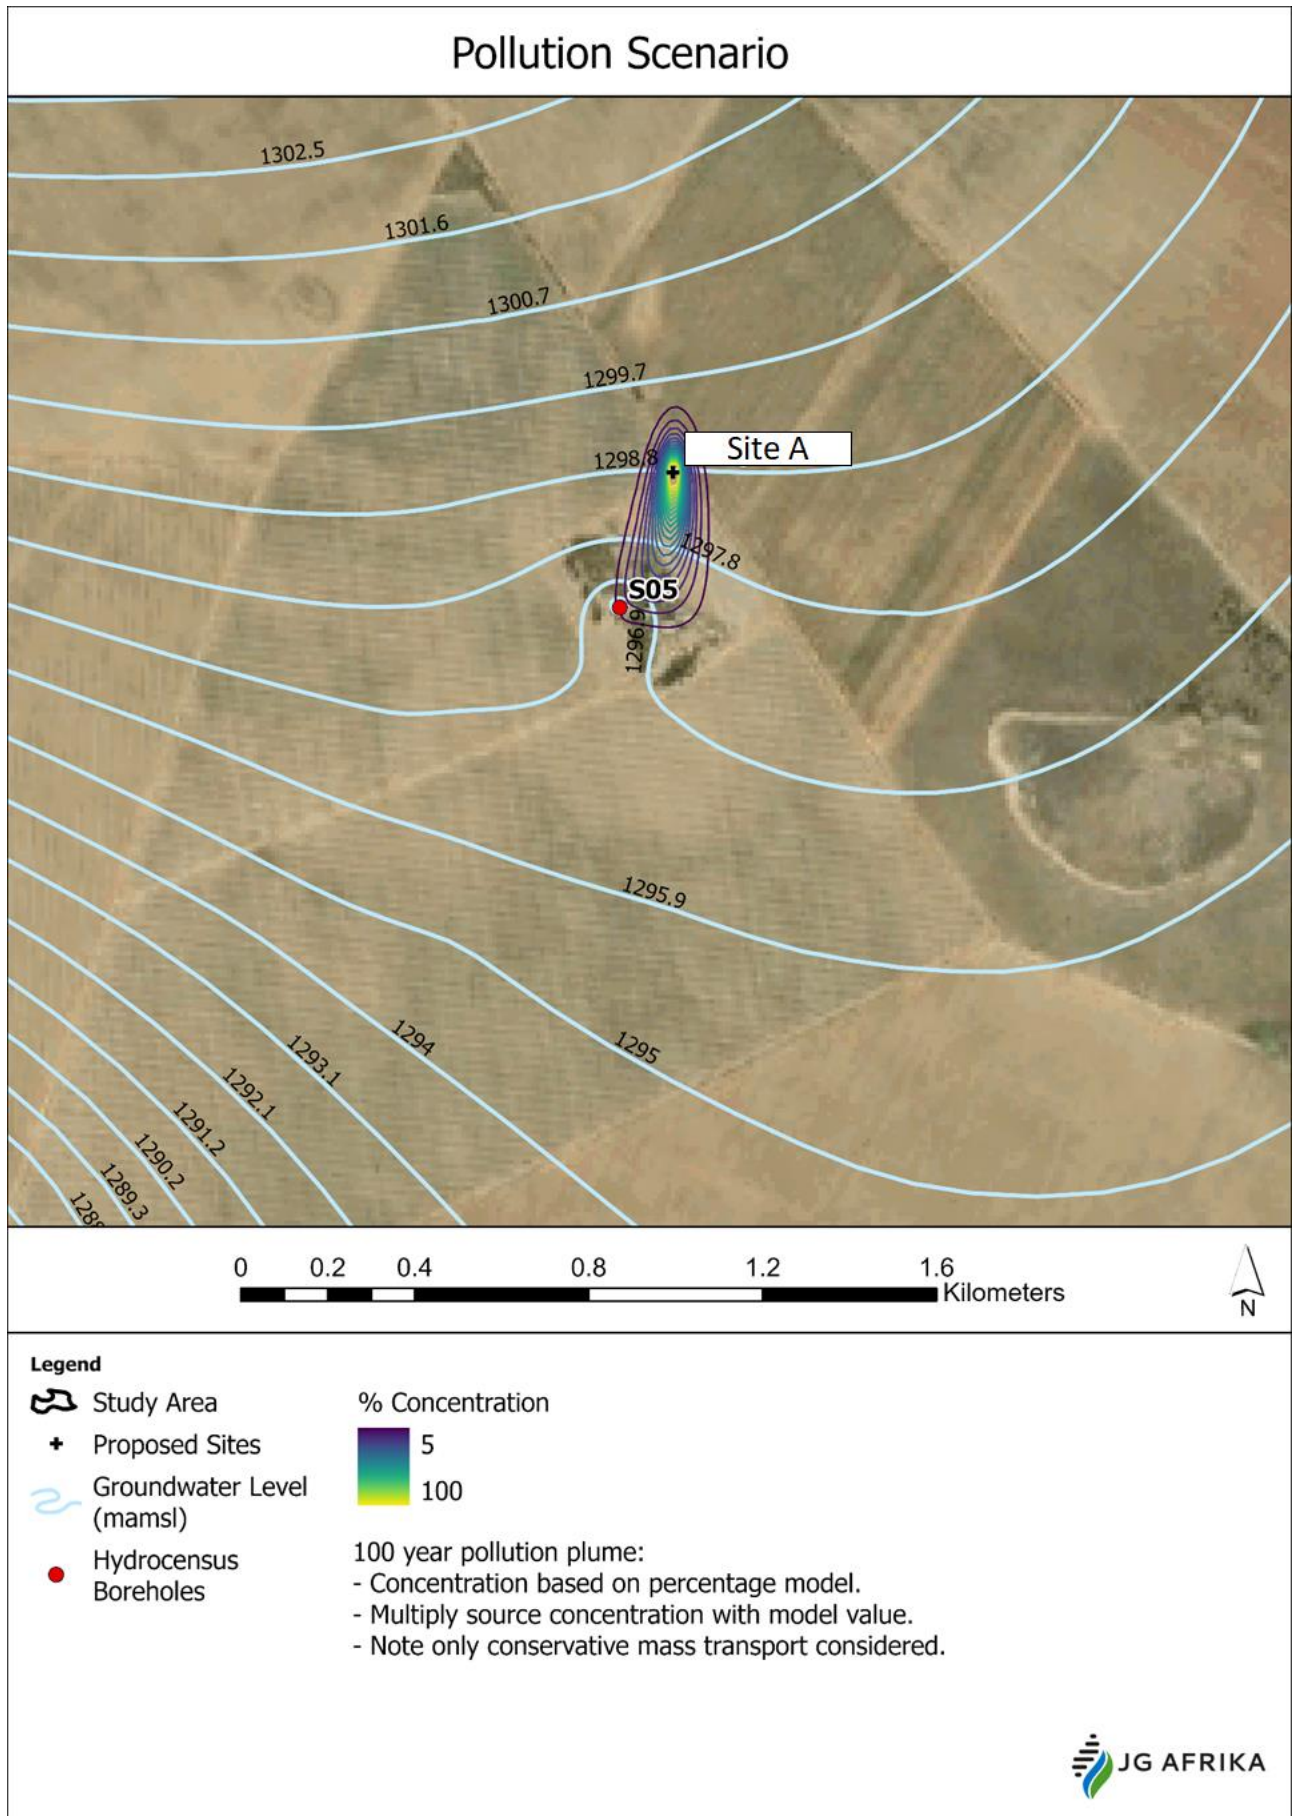 Pollution Scenario
1302.5
1301.6
1300.7
1299.7
Site A
1298.8
1297.8
S05
1296.9
1295.9
1295
1294
1293.1
1292.1
1291.2
1290.2
1289.3
0 0.2 0.4 0.8 1.2 1.6
Kilometers
N
Legend
Study Area
Proposed Sites
Groundwater Level
(mamsl)
Hydrocensus
Boreholes
% Concentration
5
100
100 year pollution plume:
- Concentration based on percentage model.
- Multiply source concentration with model value.
- Note only conservative mass transport considered.
JG AFRIKA